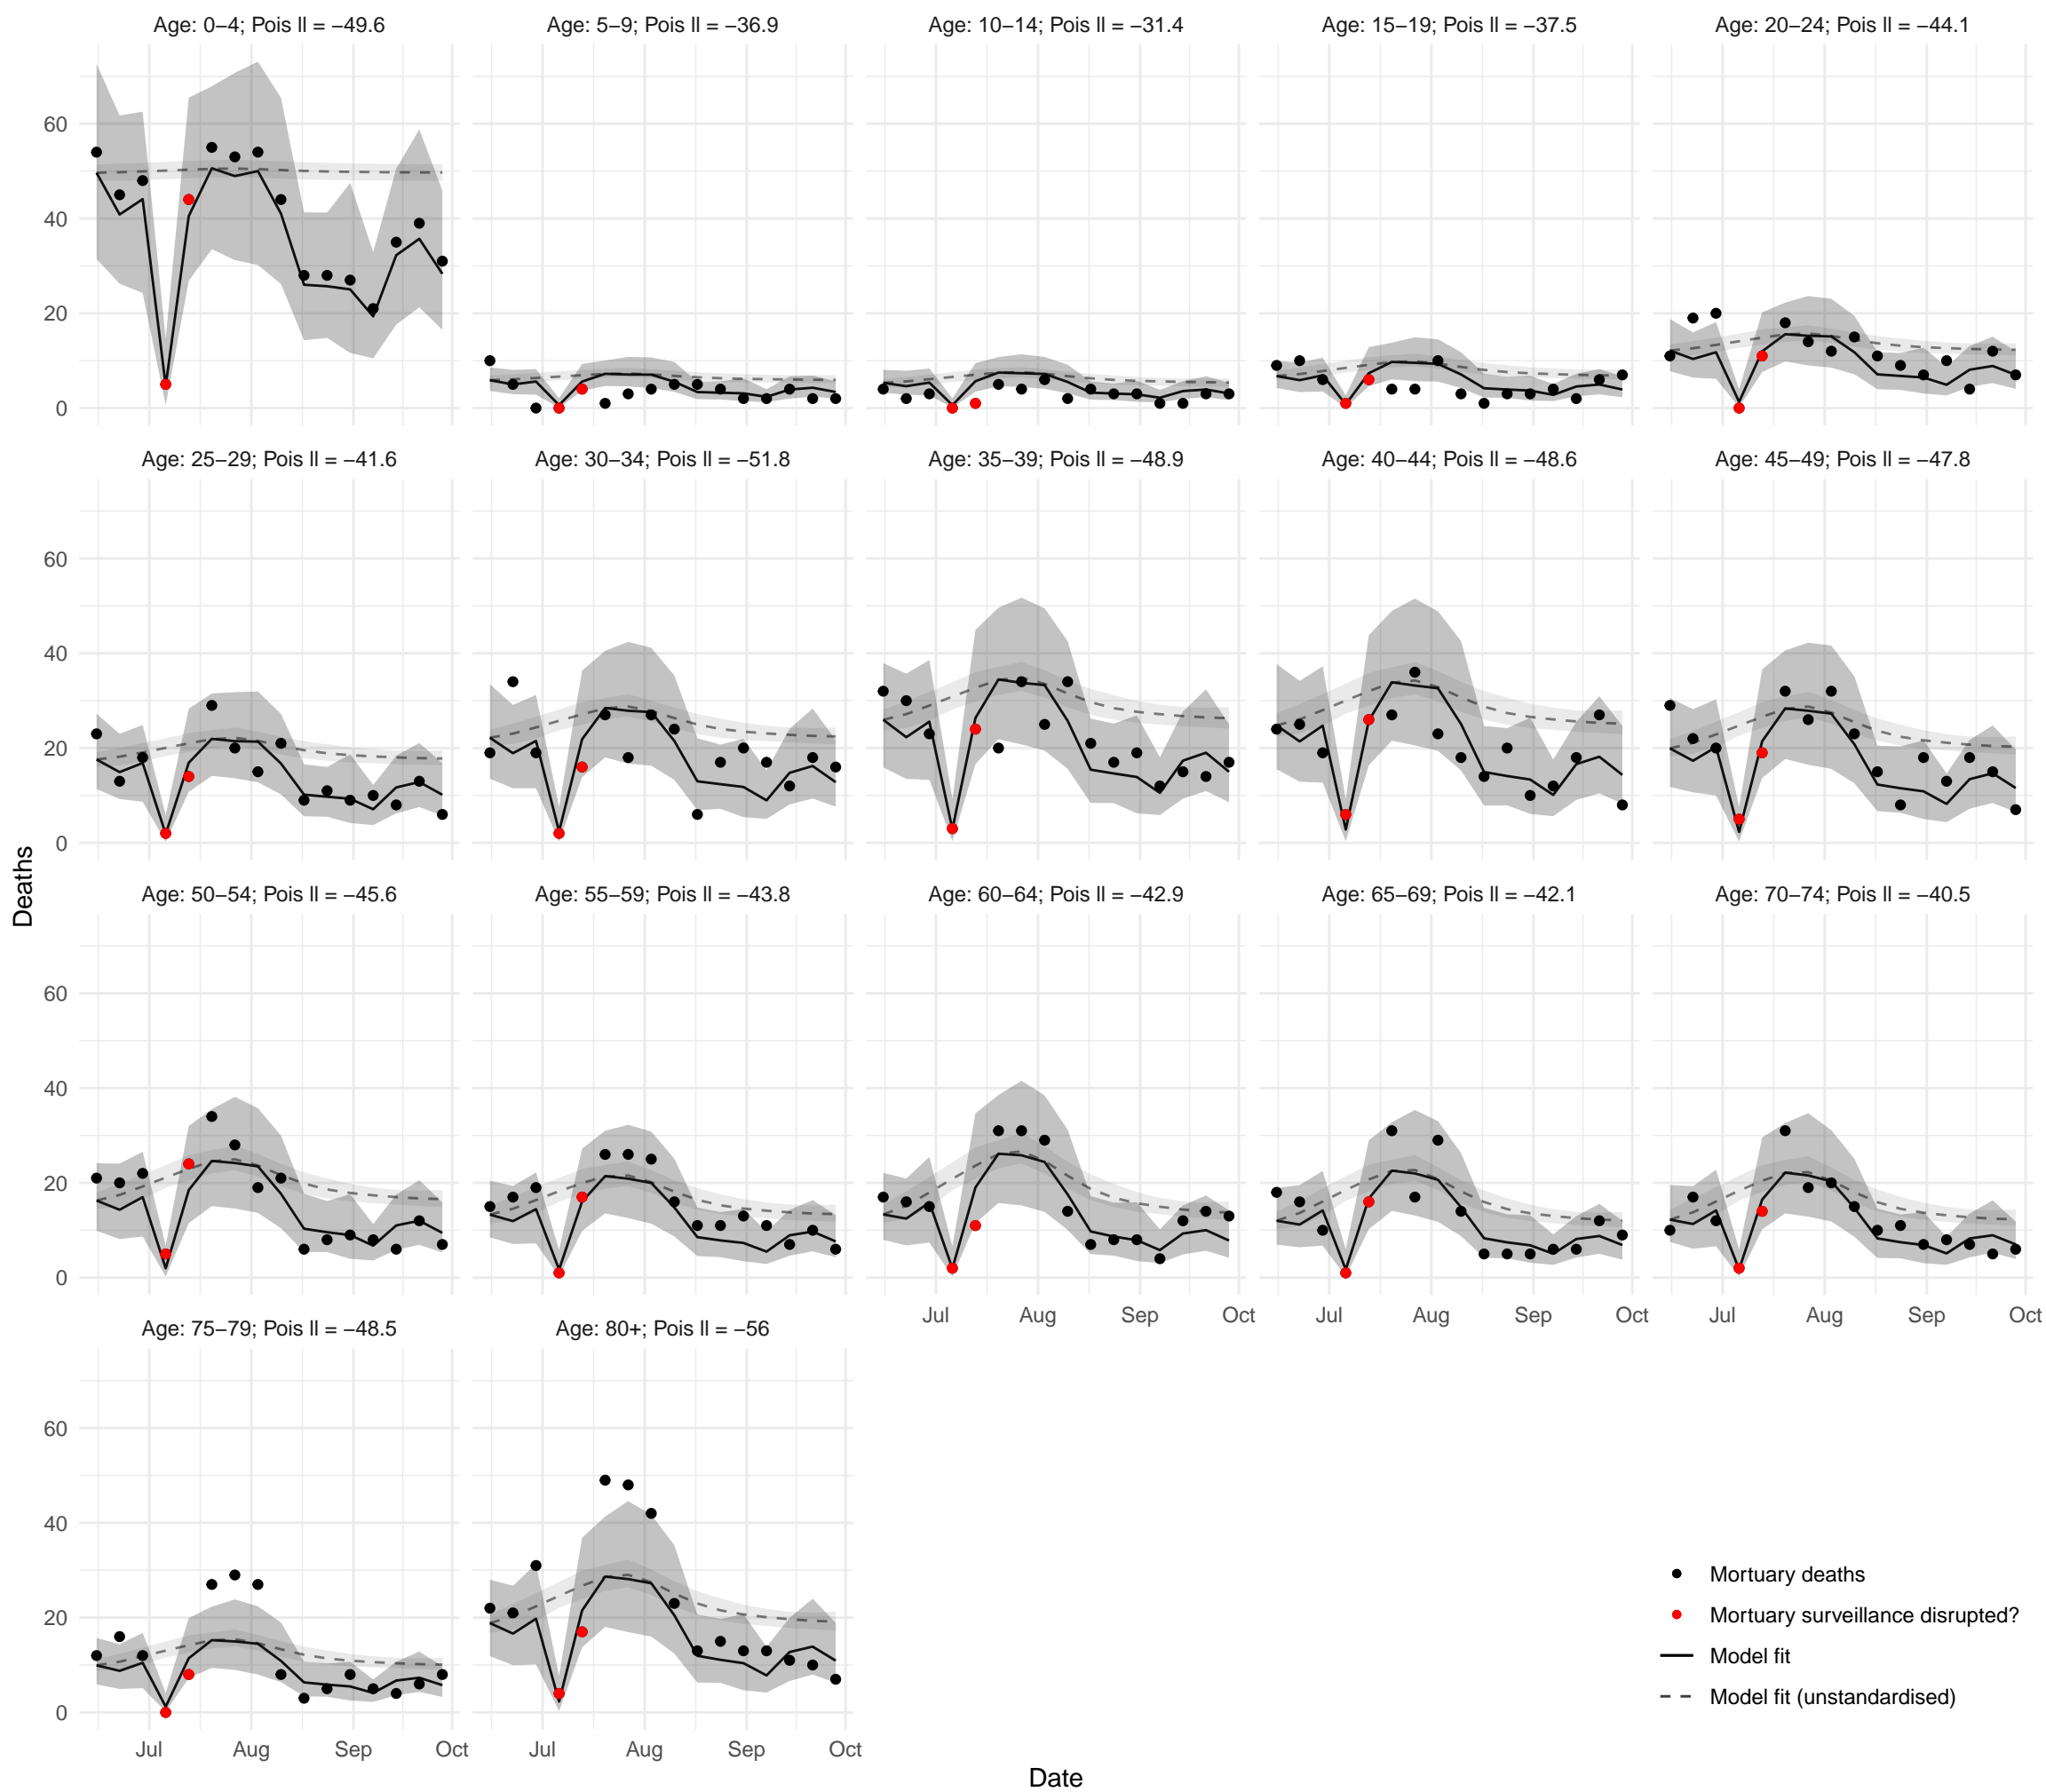 Age: 0−4; Pois ll = −49.6
Age: 5−9; Pois ll = −36.9
Age: 10−14; Pois ll = −31.4
Age: 15−19; Pois ll = −37.5
Age: 20−24; Pois ll = −44.1
60
40
20
0
Age: 25−29; Pois ll = −41.6
Age: 30−34; Pois ll = −51.8
Age: 35−39; Pois ll = −48.9
Age: 40−44; Pois ll = −48.6
Age: 45−49; Pois ll = −47.8
60
40
20
0
Deaths
Age: 50−54; Pois ll = −45.6
Age: 55−59; Pois ll = −43.8
Age: 60−64; Pois ll = −42.9
Age: 65−69; Pois ll = −42.1
Age: 70−74; Pois ll = −40.5
60
40
20
0
Jul Aug Sep Oct
Jul Aug Sep Oct
Jul Aug Sep Oct
Age: 75−79; Pois ll = −48.5
Age: 80+; Pois ll = −56
60
40
20
0
Jul Aug Sep Oct
Jul Aug Sep Oct
Mortuary deaths
Mortuary surveillance disrupted?
Model fit
Model fit (unstandardised)
Date